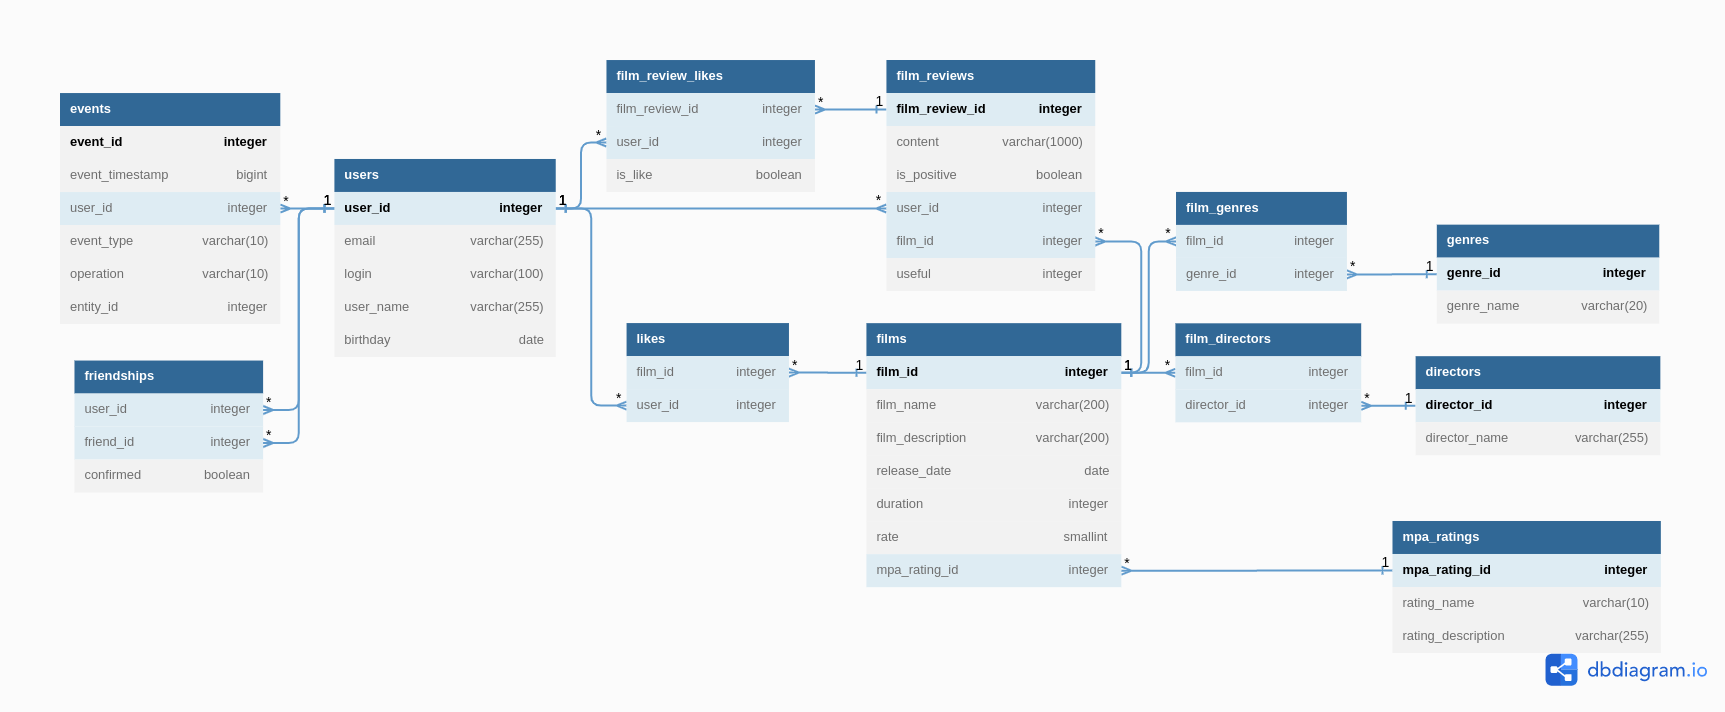 events
event_id integer
event_timestamp bigint
user_id integer
event_type varchar(10)
operation varchar(10)
entity_id integer
friendships
user_id integer
friend_id integer
confirmed boolean
users
user_id integer
email varchar(255)
login varchar(100)
user_name varchar(255)
birthday date
film_review_likes
film_review_id integer
user_id integer
is_like boolean
likes
film_id integer
user_id integer
film_reviews
film_review_id integer
content varchar(1000)
is_positive boolean
user_id integer
film_id integer
useful integer
films
film_id integer
film_name varchar(200)
film_description varchar(200)
release_date date
duration integer
rate smallint
mpa_rating_id integer
film_genres
film_id integer
genre_id integer
film_directors
film_id integer
director_id integer
genres
genre_id integer
genre_name varchar(20)
directors
director_id integer
director_name varchar(255)
mpa_ratings
mpa_rating_id integer
rating_name varchar(10)
rating_description varchar(255)
* 1
*
*
1 *
*
*
* 1
* 1
*
1 *
*
* 1
* 1
* 1
dbdiagram.io